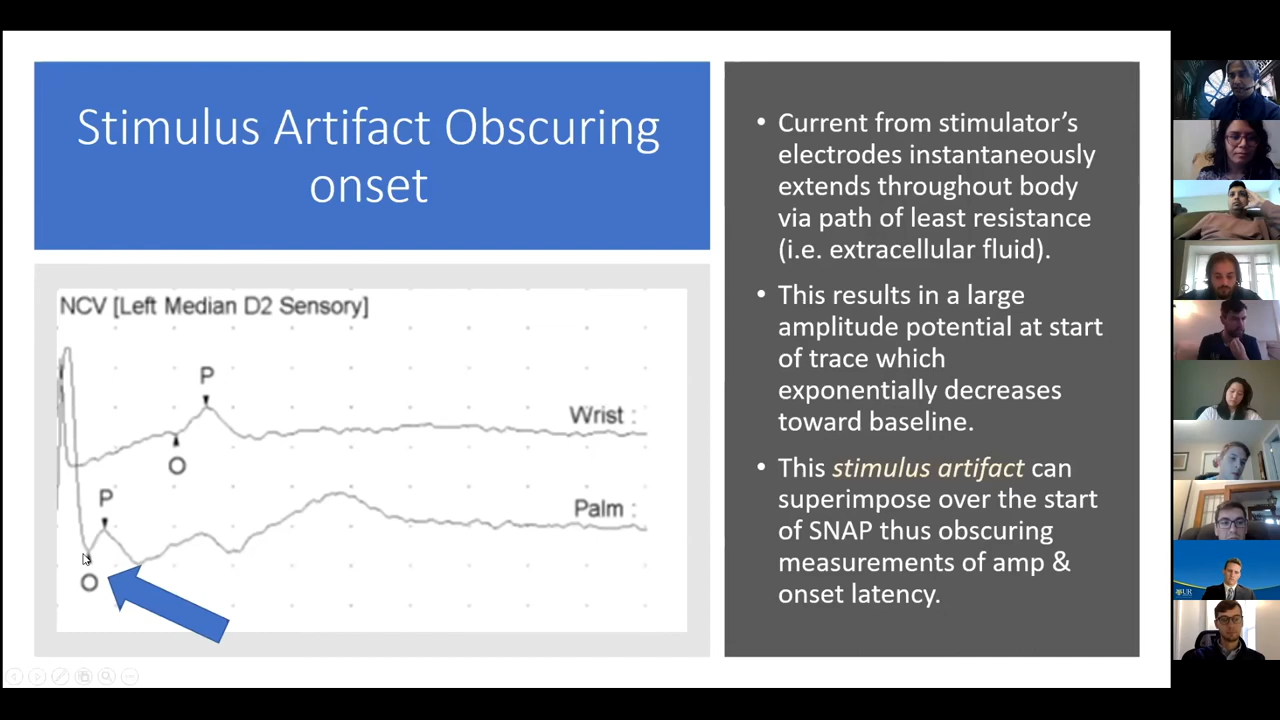 Stimulus Artifact Obscuring
onset
NCV [Left Median D2 Sensory]
P
Wrist :
O
P
Palm :
O
• Current from stimulator’s
electrodes instantaneously
extends throughout body
via path of least resistance
(i.e. extracellular fluid).
• This results in a large
amplitude potential at start
of trace which
exponentially decreases
toward baseline.
• This stimulus artifact can
superimpose over the start
of SNAP thus obscuring
measurements of amp &
onset latency.
UR